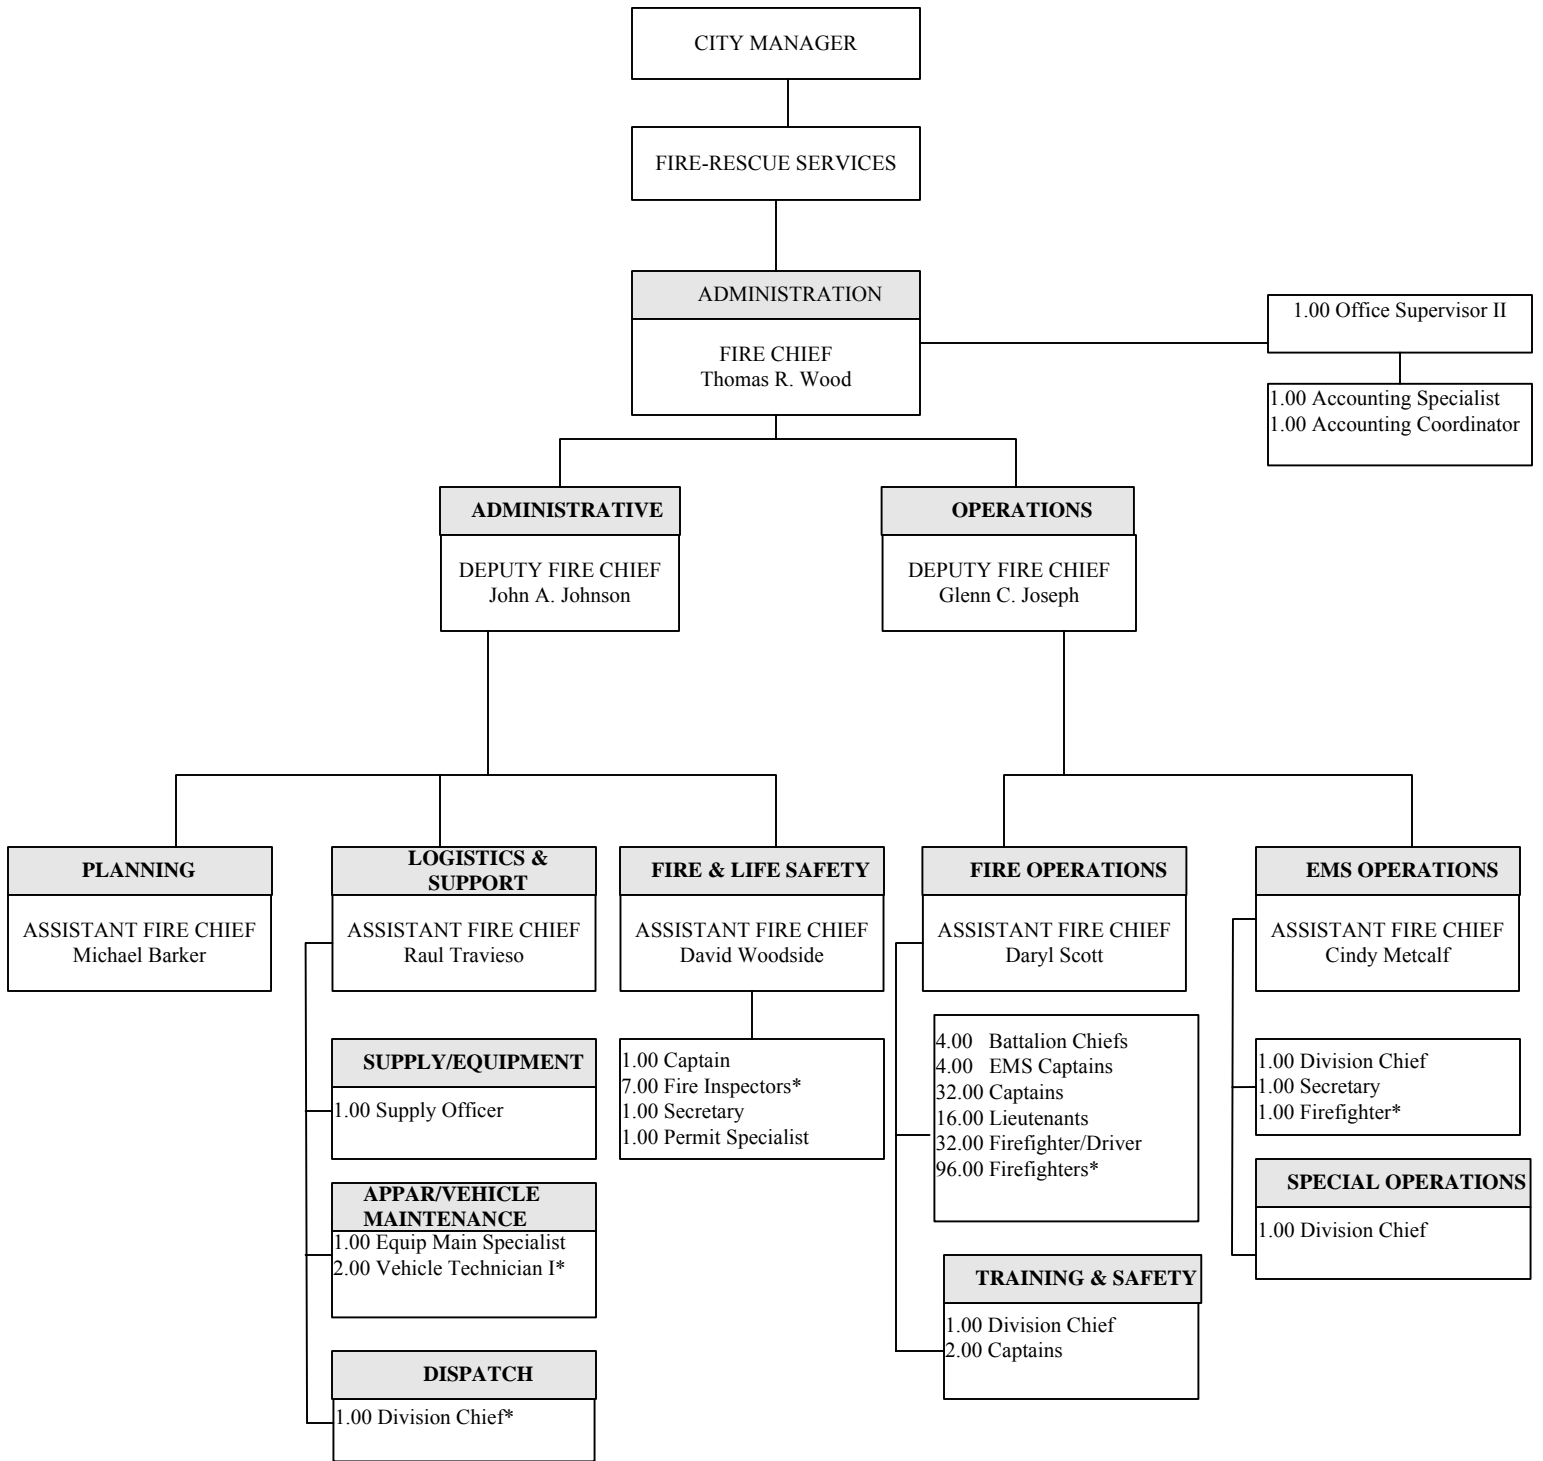 CITY MANAGER
FIRE-RESCUE SERVICES
ADMINISTRATION
FIRE CHIEF
Thomas R. Wood
1.00 Office Supervisor II
1.00 Accounting Specialist
1.00 Accounting Coordinator
ADMINISTRATIVE
DEPUTY FIRE CHIEF
John A. Johnson
OPERATIONS
DEPUTY FIRE CHIEF
Glenn C. Joseph
PLANNING
ASSISTANT FIRE CHIEF
Michael Barker
LOGISTICS &
SUPPORT
ASSISTANT FIRE CHIEF
Raul Travieso
SUPPLY/EQUIPMENT
1.00 Supply Officer
APPAR/VEHICLE
MAINTENANCE
1.00 Equip Main Specialist
2.00 Vehicle Technician I*
DISPATCH
1.00 Division Chief*
FIRE & LIFE SAFETY
ASSISTANT FIRE CHIEF
David Woodside
1.00 Captain
7.00 Fire Inspectors*
1.00 Secretary
1.00 Permit Specialist
FIRE OPERATIONS
ASSISTANT FIRE CHIEF
Daryl Scott
4.00 Battalion Chiefs
4.00 EMS Captains
32.00 Captains
16.00 Lieutenants
32.00 Firefighter/Driver
96.00 Firefighters*
TRAINING & SAFETY
1.00 Division Chief
2.00 Captains
EMS OPERATIONS
ASSISTANT FIRE CHIEF
Cindy Metcalf
1.00 Division Chief
1.00 Secretary
1.00 Firefighter*
SPECIAL OPERATIONS
1.00 Division Chief